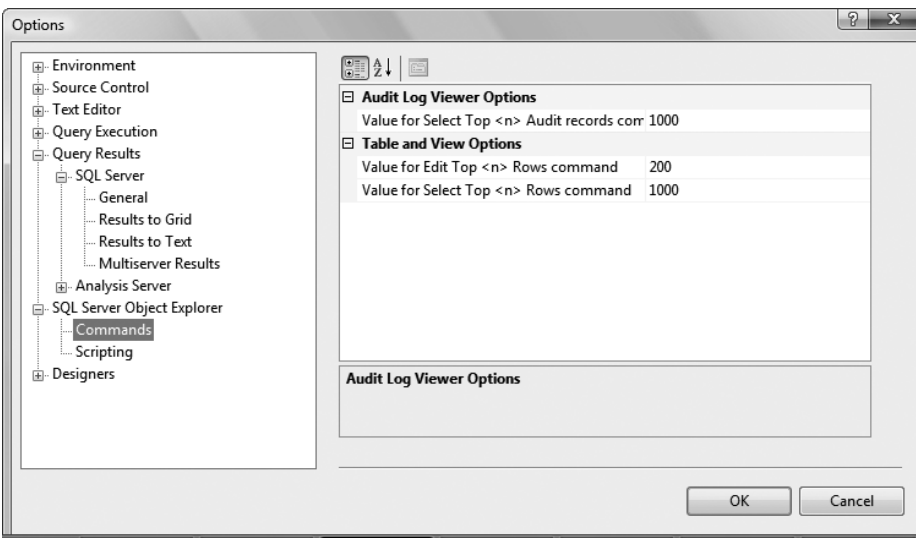 Options
Environment
Source Control
Text Editor
Query Execution
Query Results
SQL Server
General
Results to Grid
Results to Text
Multiserver Results
Analysis Server
SQL Server Object Explorer
Commands
Scripting
Designers
Audit Log Viewer Options
Value for Select Top <n> Audit records com 1000
Table and View Options
Value for Edit Top <n> Rows command 200
Value for Select Top <n> Rows command 1000
Audit Log Viewer Options
OK Cancel